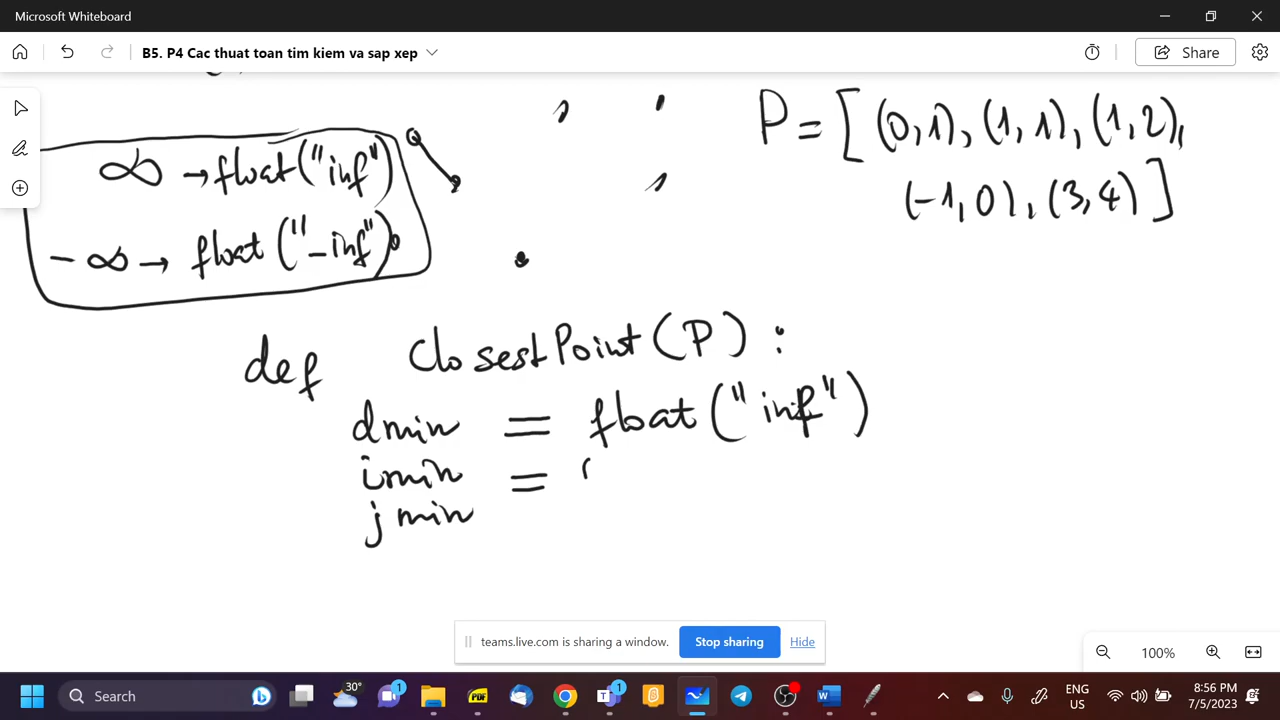 Microsoft Whiteboard
B5. P4 Cac thuat toan tim kiem va sap xep
Share
∞ → float("inf")
-∞ → float("-inf")
P = [(0,1), (1,1), (1,2),
(-1,0), (3,4)]
def ClosestPoint(P):
dmin = float("inf")
imin =
jmin
teams.live.com is sharing a window.
Stop sharing
Hide
100%
Search
30°
1
1
ENG
US
8:56 PM
7/5/2023